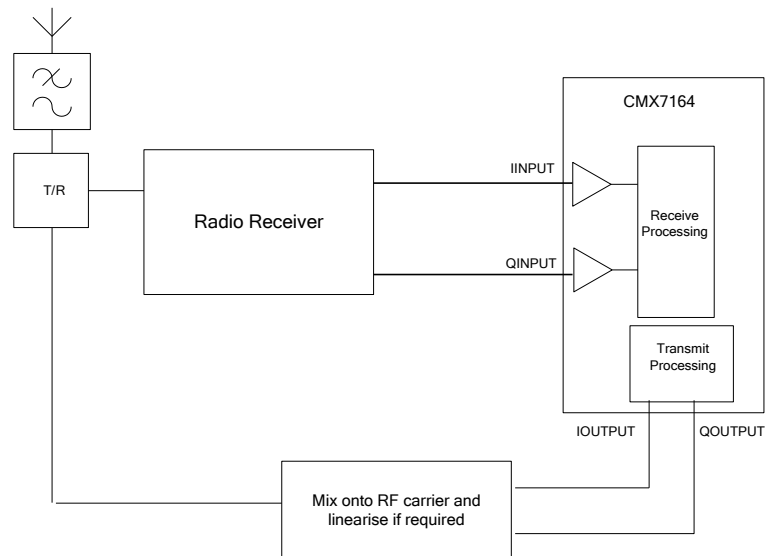 CMX7164
IINPUT
T/R
Radio Receiver
Receive
Processing
QINPUT
Transmit
Processing
IOUTPUT
QOUTPUT
Mix onto RF carrier and
linearise if required